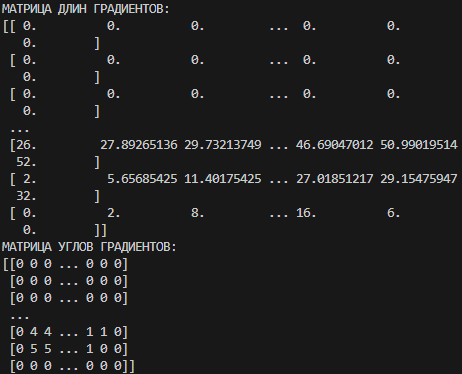 МАТРИЦА ДЛИН ГРАДИЕНТОВ:
[[ 0.          0.          0.         ...  0.          0.
   0.        ]
 [ 0.          0.          0.         ...  0.          0.
   0.        ]
 [ 0.          0.          0.         ...  0.          0.
   0.        ]
 ...
 [26.         27.89265136 29.73213749 ... 46.69047012 50.99019514
  52.        ]
 [ 2.          5.65685425 11.40175425 ... 27.01851217 29.15475947
  32.        ]
 [ 0.          2.          8.         ... 16.          6.
   0.        ]]
МАТРИЦА УГЛОВ ГРАДИЕНТОВ:
[[0 0 0 ... 0 0 0]
 [0 0 0 ... 0 0 0]
 [0 0 0 ... 0 0 0]
 ...
 [0 4 4 ... 1 1 0]
 [0 5 5 ... 1 0 0]
 [0 0 0 ... 0 0 0]]